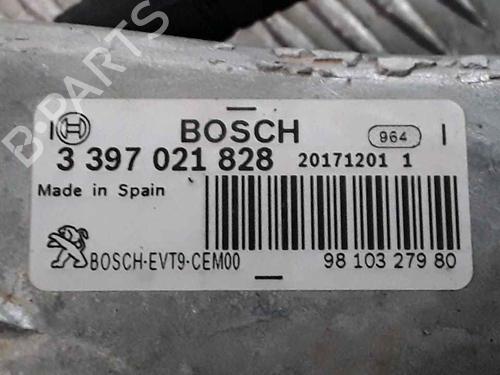 BOSCH
964
3 397 021 828 20171201 1
Made in Spain
BOSCH-EVT9-CEM00
98 103 279 80
B-PARTS